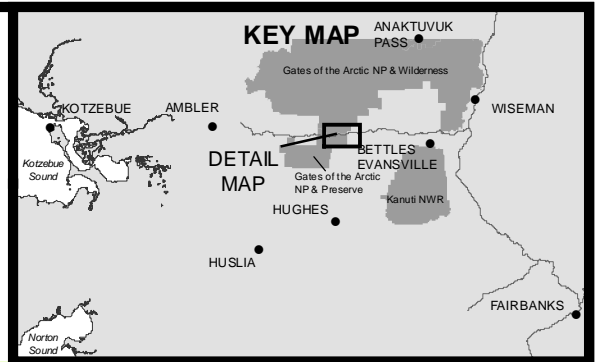 KEY MAP
ANAKTUVUK
PASS
Gates of the Arctic NP & Wilderness
KOTZEBUE
AMBLER
WISEMAN
Kotzebue
Sound
DETAIL
MAP
BETTLES
EVANSVILLE
Gates of the Arctic
NP & Preserve
Kanuti NWR
HUGHES
HUSLIA
FAIRBANKS
Norton
Sound